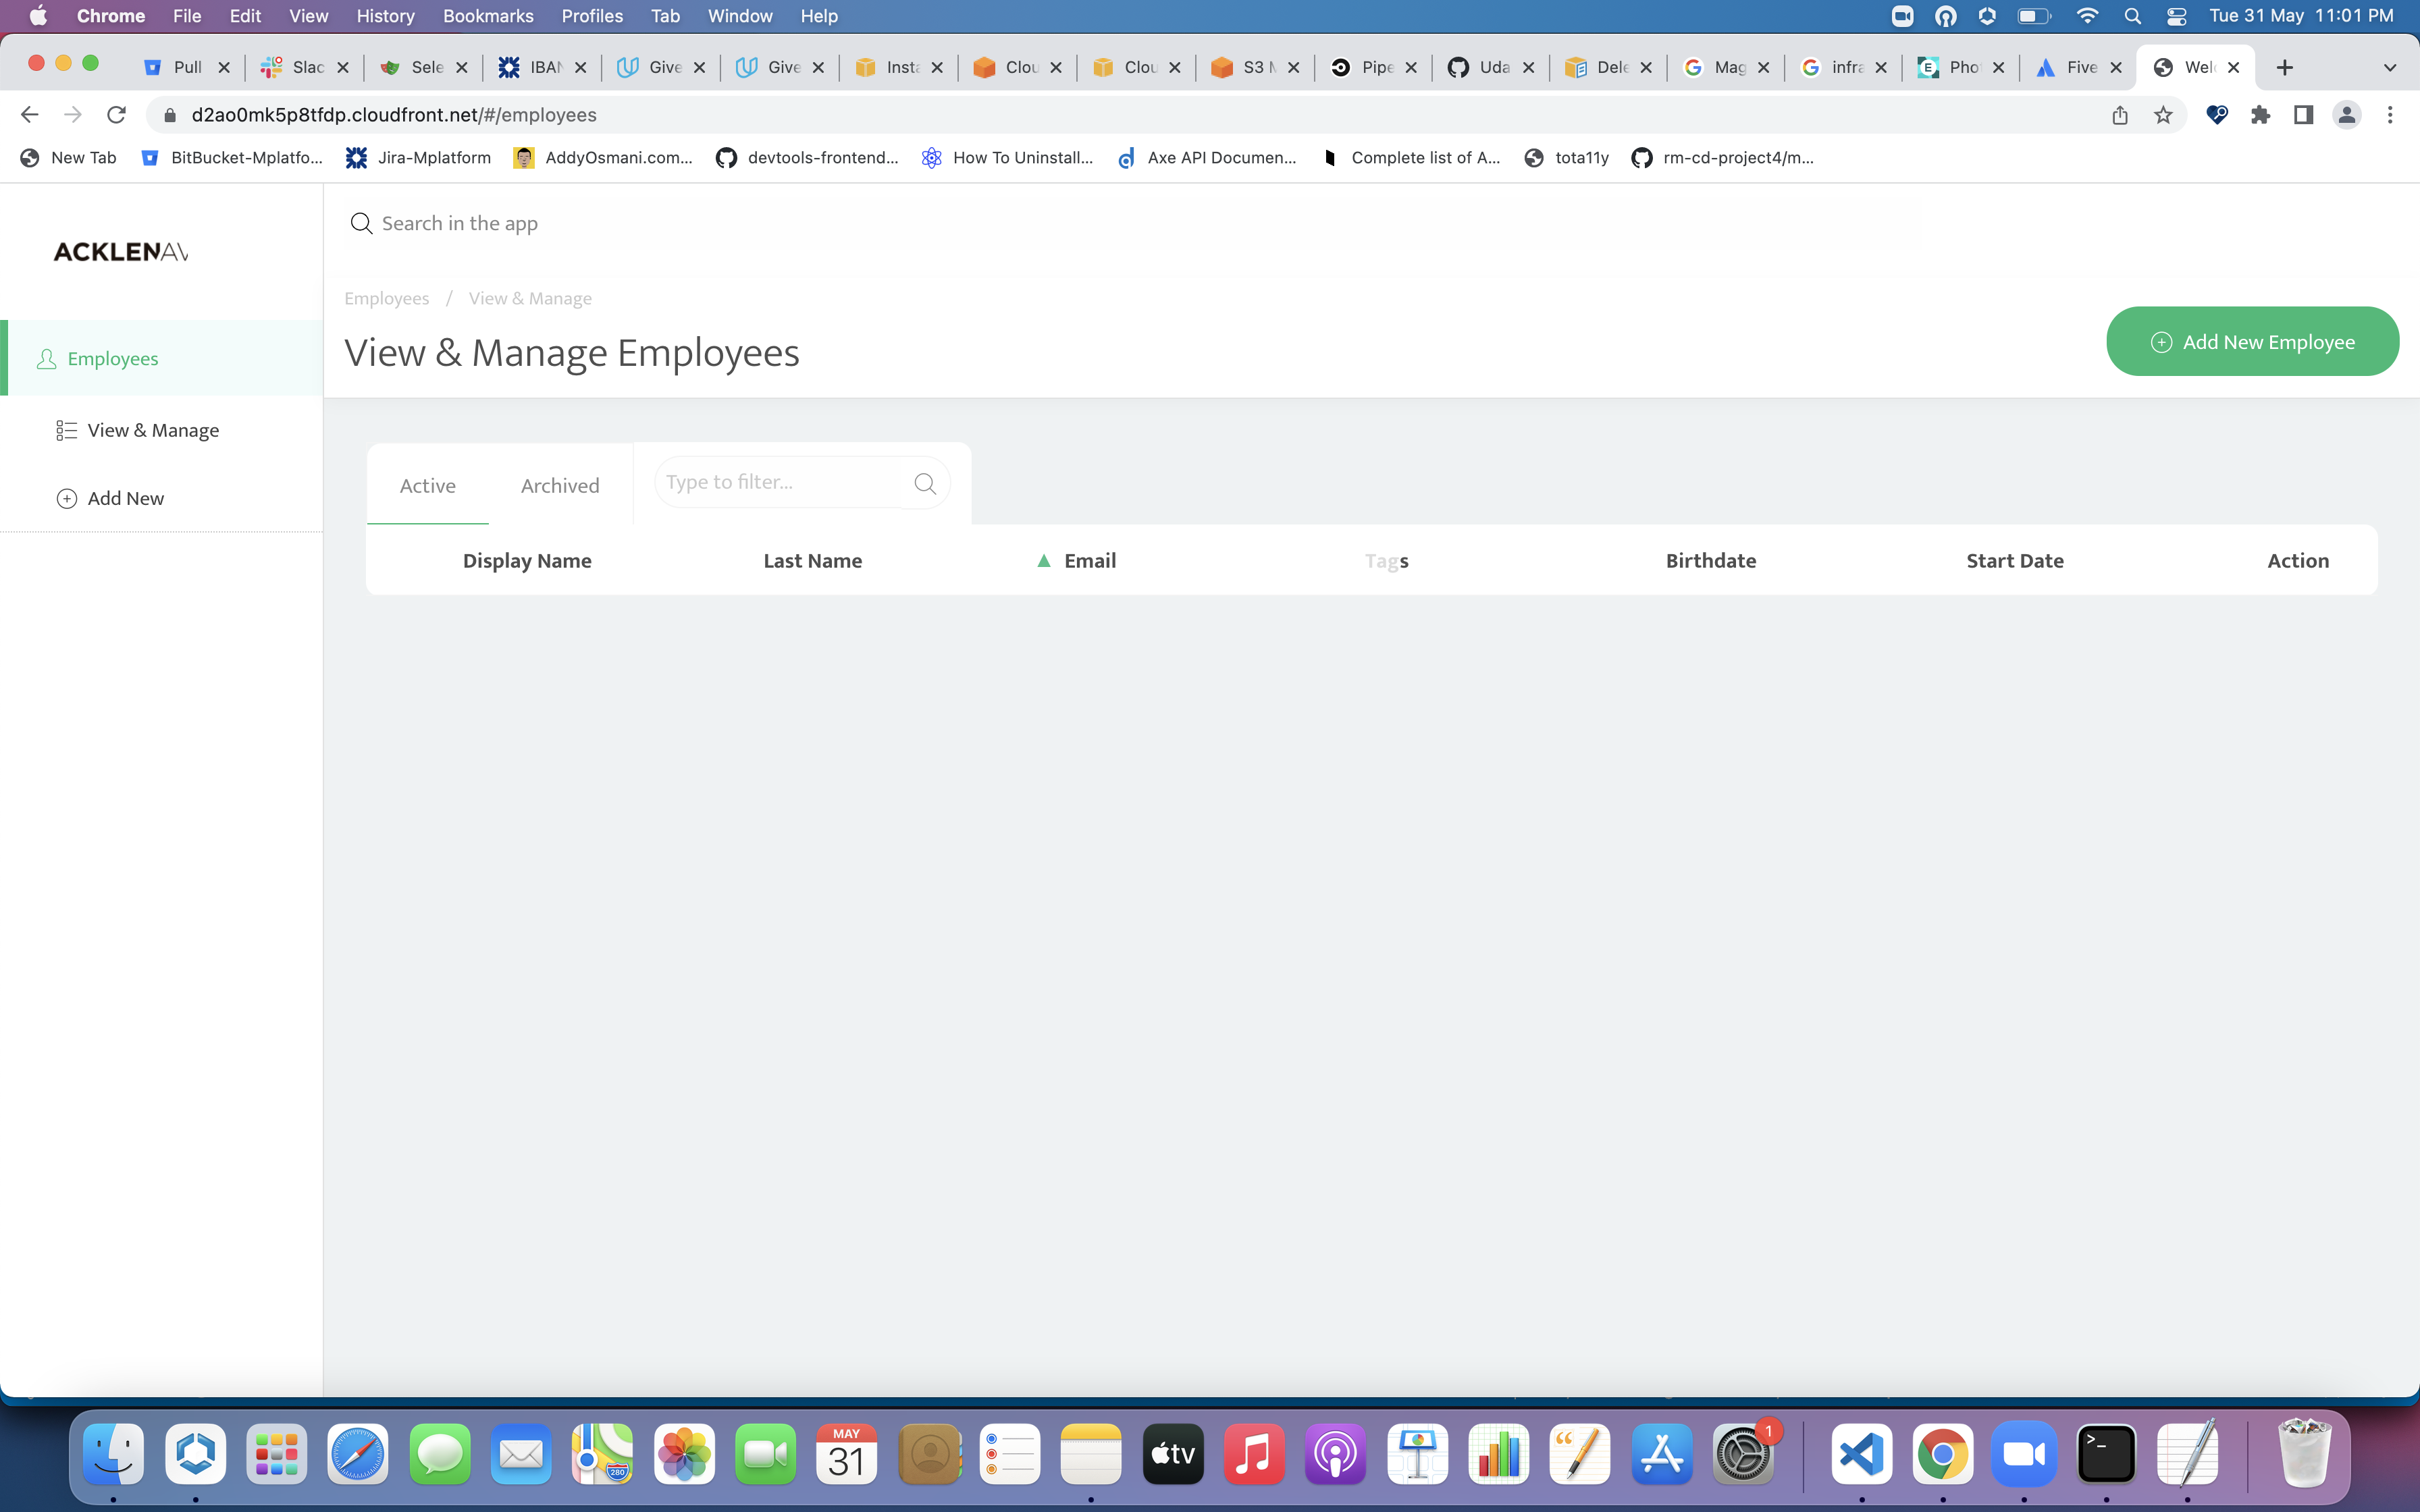 Chrome File Edit View History Bookmarks Profiles Tab Window Help Tue 31 May 11:01 PM
Pull Slac Sele IBAN Give Give Insta Clou Clou S3 M Pipe Uda Dele Mag infra Pho Five Wel
d2ao0mk5p8tfdp.cloudfront.net/#/employees
New Tab BitBucket-Mplatfo... Jira-Mplatform AddyOsmani.com... devtools-frontend... How To Uninstall... Axe API Documen... Complete list of A... tota11y rm-cd-project4/m...
ACKLENAV
Search in the app
Employees / View & Manage
View & Manage Employees
Add New Employee
Employees
View & Manage
Add New
Active Archived Type to filter...
Display Name Last Name Email Tags Birthdate Start Date Action
MAY
31
280
tv
1
>_